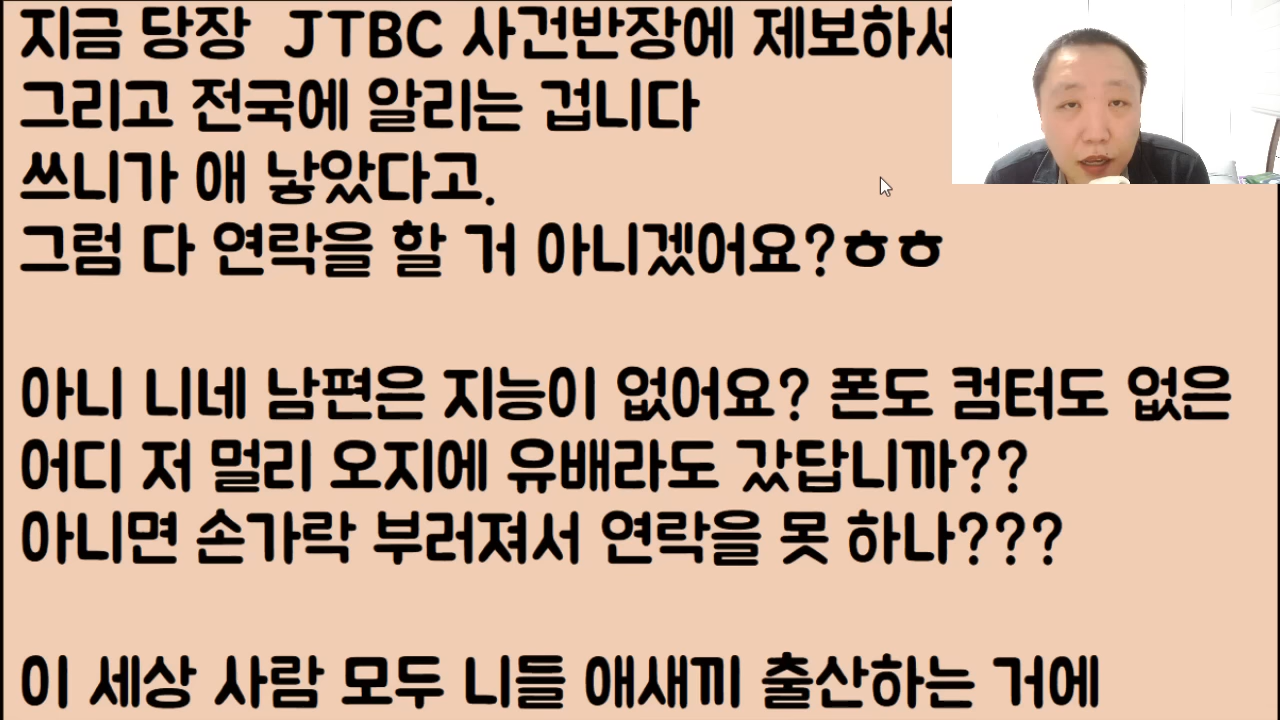 지금 당장 JTBC 사건반장에 제보하세
그리고 전국에 알리는 겁니다
쓰니가 애 낳았다고.
그럼 다 연락을 할 거 아니겠어요?ㅎㅎ
아니 니네 남편은 지능이 없어요? 폰도 컴터도 없은
어디 저 멀리 오지에 유배라도 갔답니까??
아니면 손가락 부러져서 연락을 못 하나???
이 세상 사람 모두 니들 애새끼 출산하는 거에